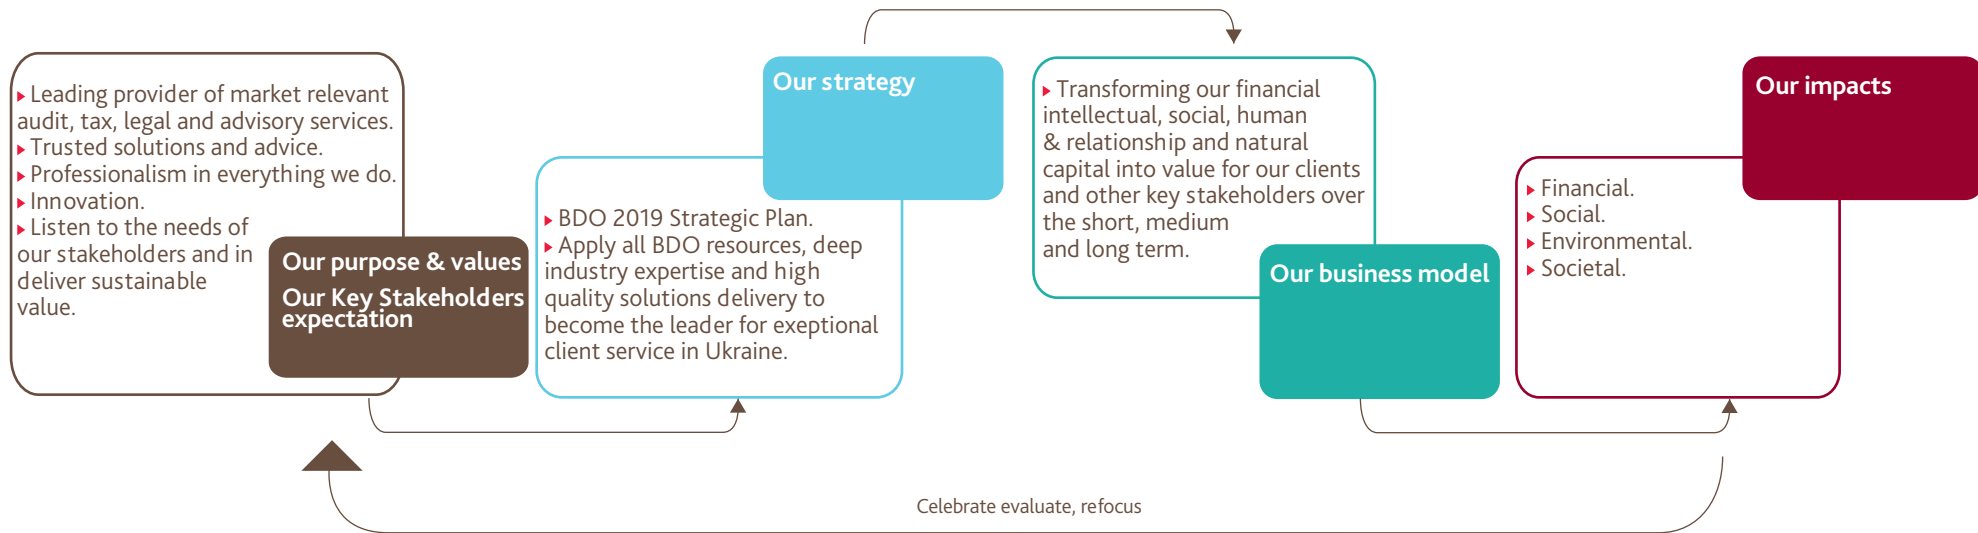 ▸ Leading provider of market relevant
audit, tax, legal and advisory services.
▸ Trusted solutions and advice.
▸ Professionalism in everything we do.
▸ Innovation.
▸ Listen to the needs of
our stakeholders and in
deliver sustainable
value.
Our purpose & values
Our Key Stakeholders
expectation
Our strategy
▸ BDO 2019 Strategic Plan.
▸ Apply all BDO resources, deep
industry expertise and high
quality solutions delivery to
become the leader for exeptional
client service in Ukraine.
▸ Transforming our financial
intellectual, social, human
& relationship and natural
capital into value for our clients
and other key stakeholders over
the short, medium
and long term.
Our business model
Our impacts
▸ Financial.
▸ Social.
▸ Environmental.
▸ Societal.
Celebrate evaluate, refocus